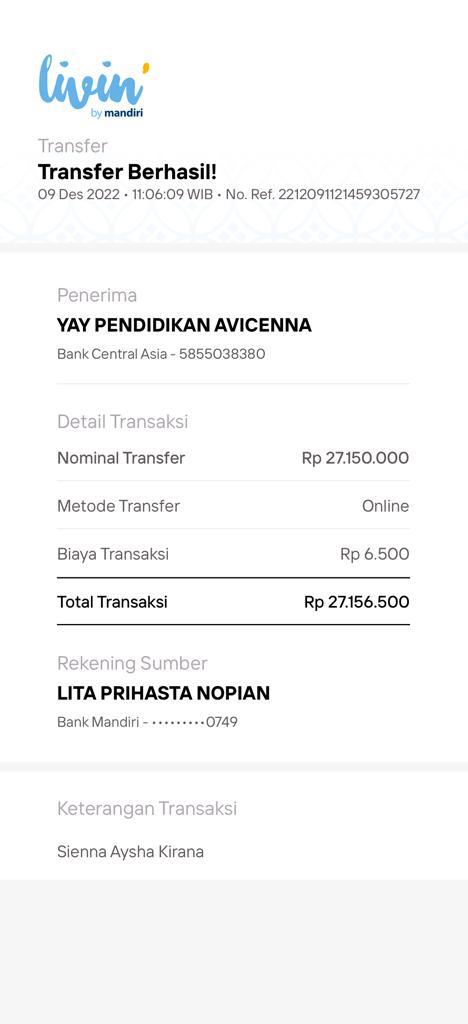 livin'
by mandiri
Transfer
Transfer Berhasil!
09 Des 2022 • 11:06:09 WIB • No. Ref. 2212091121459305727
Penerima
YAY PENDIDIKAN AVICENNA
Bank Central Asia - 5855038380
Detail Transaksi
Nominal Transfer Rp 27.150.000
Metode Transfer Online
Biaya Transaksi Rp 6.500
Total Transaksi Rp 27.156.500
Rekening Sumber
LITA PRIHASTA NOPIAN
Bank Mandiri - •••••••••0749
Keterangan Transaksi
Sienna Aysha Kirana